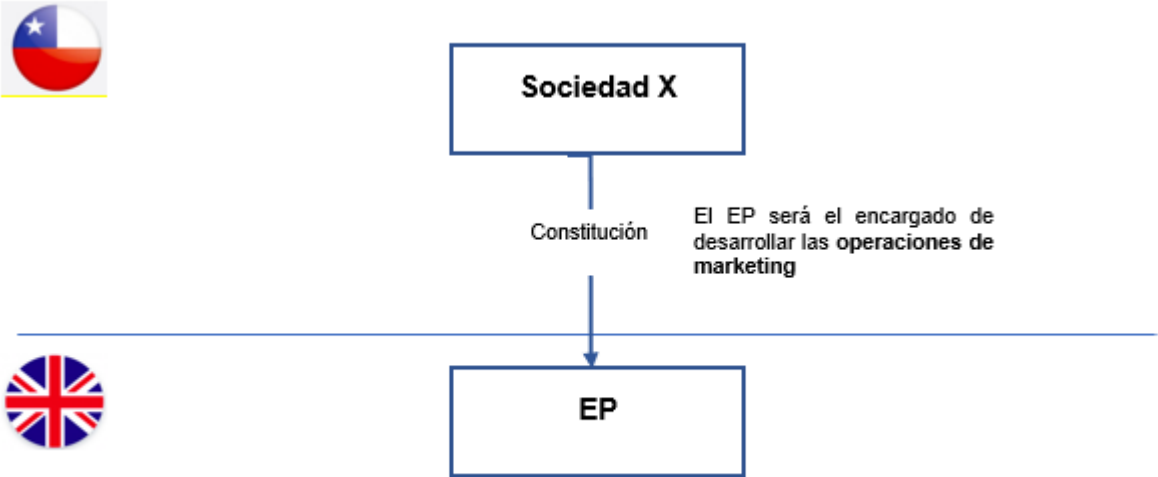 Sociedad X
Constitución
El EP será el encargado de
desarrollar las operaciones de
marketing
EP